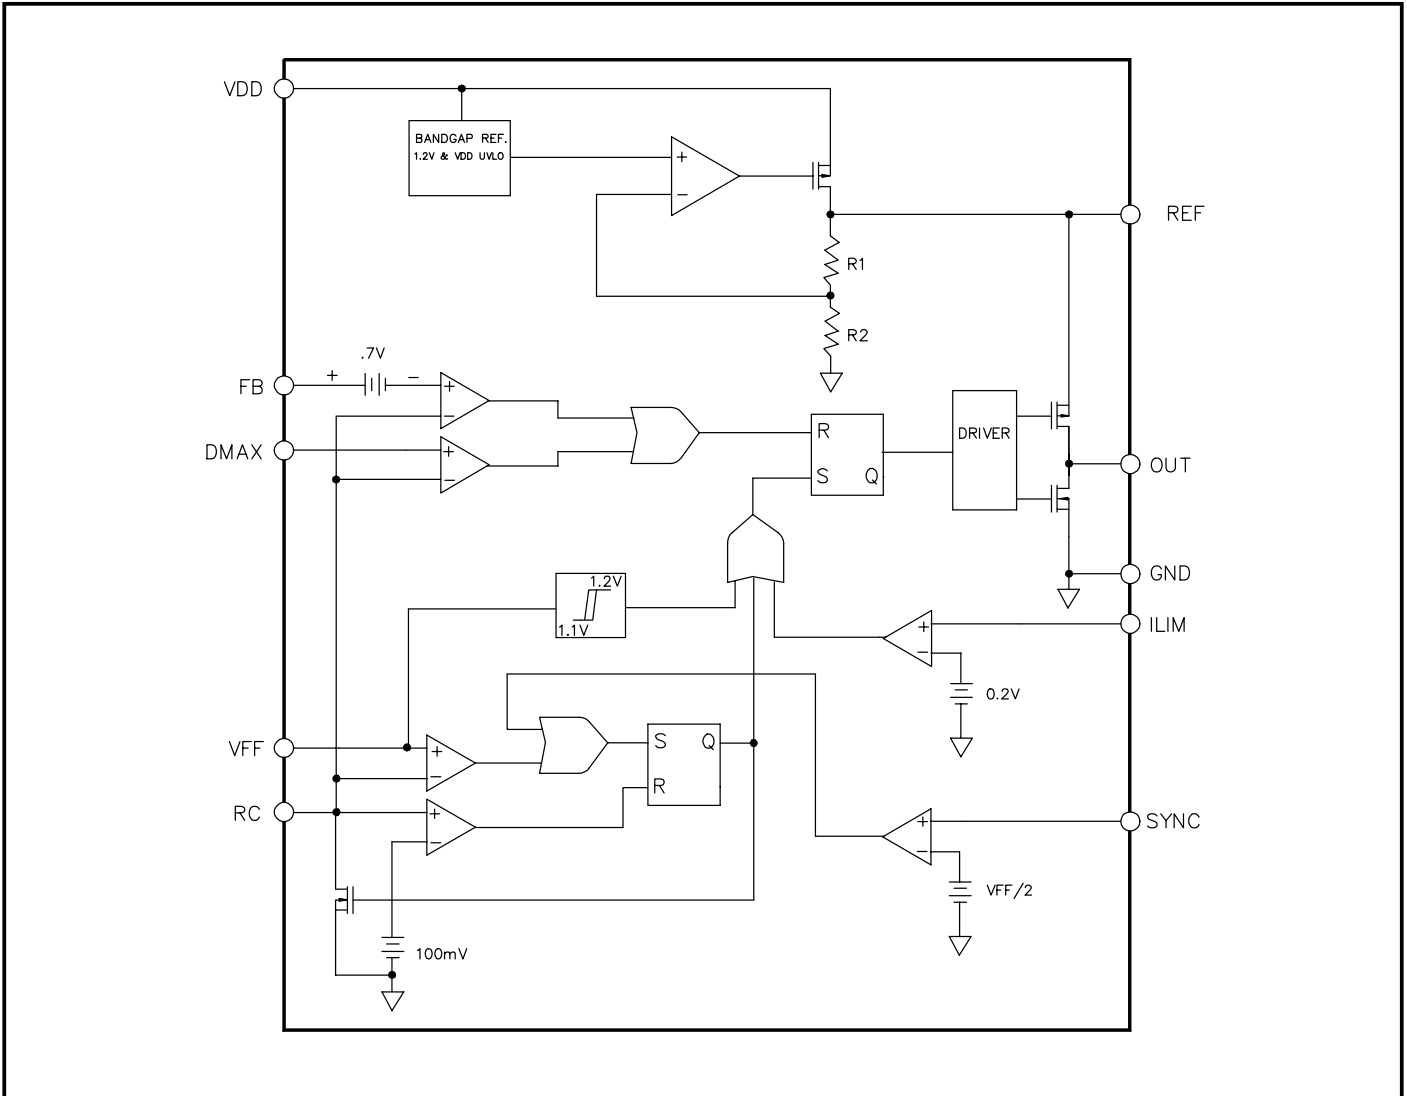 VDD
BANDGAP REF.
1.2V & VDD UVLO
+
−
REF
R1
R2
.7V
+ −
FB
+
−
DMAX
+
−
R
S Q
DRIVER
OUT
GND
1.2V
1.1V
ILIM
+
−
0.2V
VFF
+
−
S Q
R
RC
+
−
SYNC
+
−
VFF/2
100mV